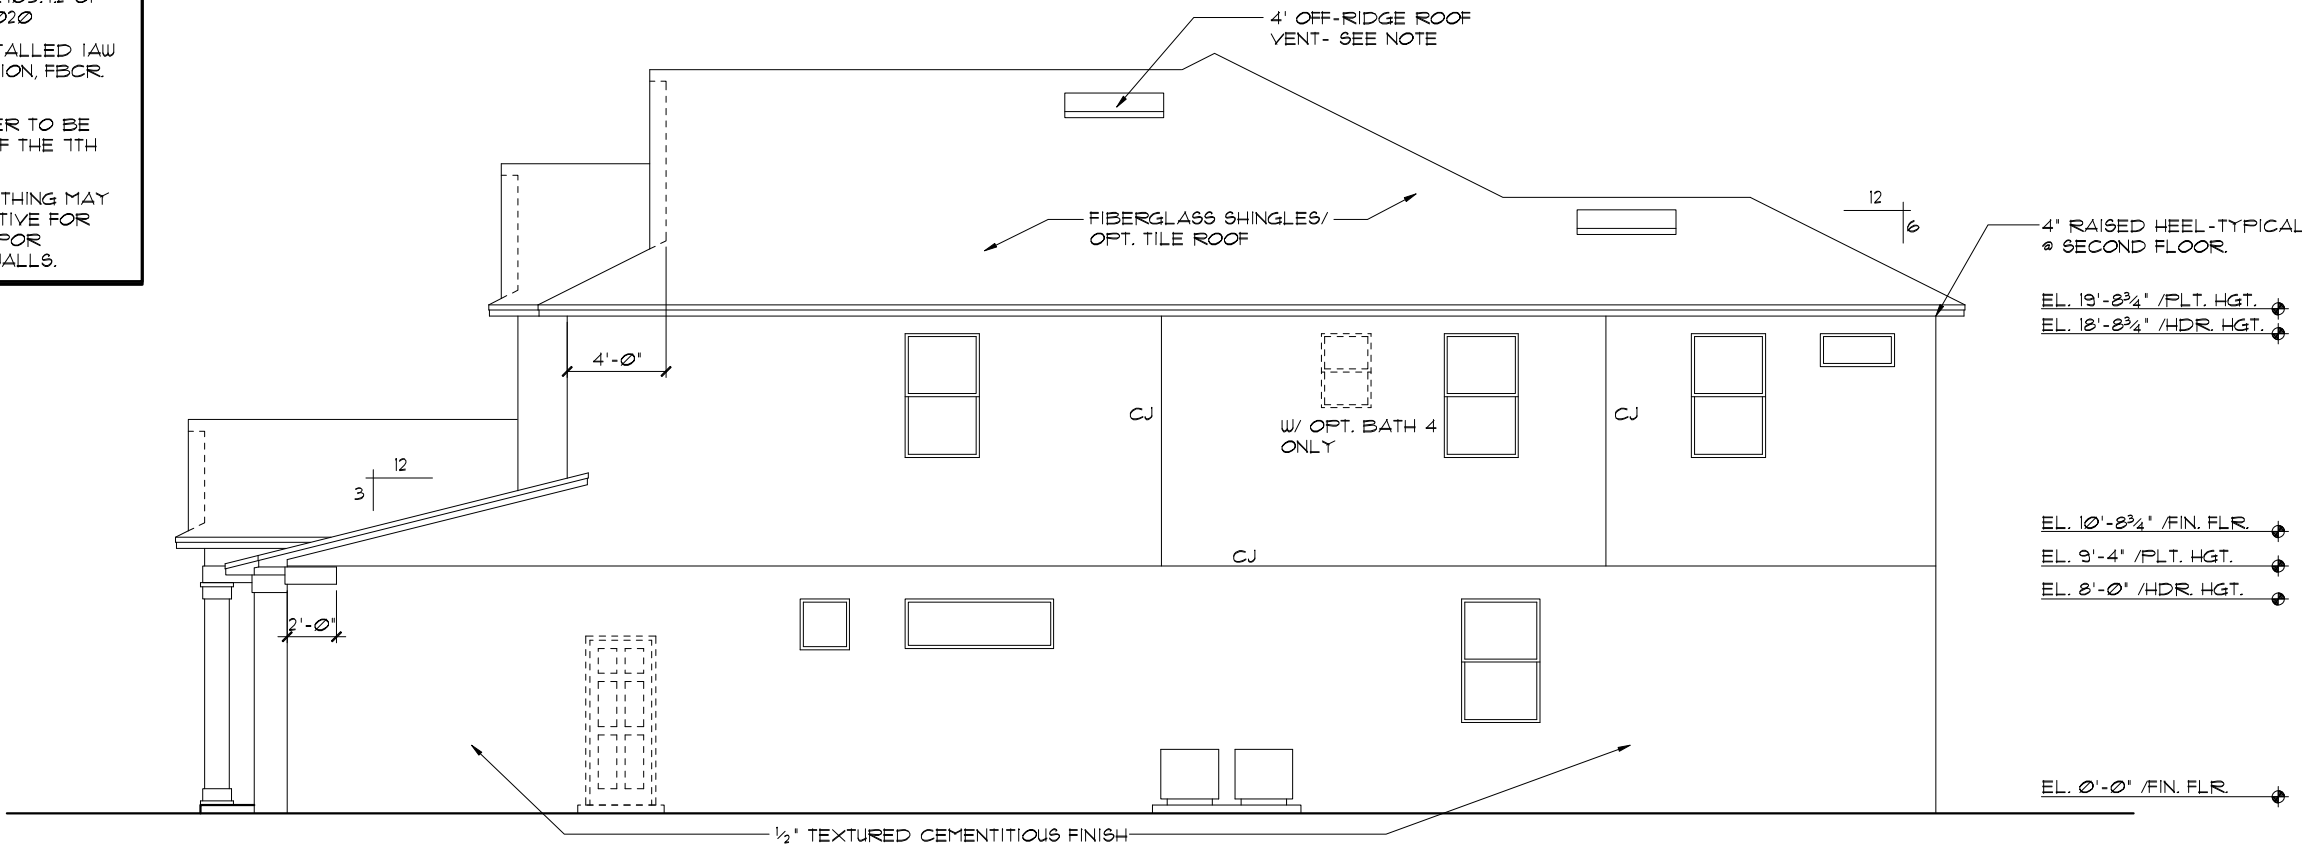 TALLED IAW
ION, FBCR.
ER TO BE
F THE 7TH
THING MAY
TIVE FOR
POR
ALLS.
4' OFF-RIDGE ROOF
VENT- SEE NOTE
FIBERGLASS SHINGLES/
OPT. TILE ROOF
12
6
4" RAISED HEEL-TYPICAL
@ SECOND FLOOR.
EL. 19'-8¾" /PLT. HGT.
EL. 18'-8¾" /HDR. HGT.
4'-0"
CJ
W/ OPT. BATH 4
ONLY
CJ
12
3
CJ
EL. 10'-8¾" /FIN. FLR.
EL. 9'-4" /PLT. HGT.
EL. 8'-0" /HDR. HGT.
2'-0"
EL. 0'-0" /FIN. FLR.
½" TEXTURED CEMENTITIOUS FINISH